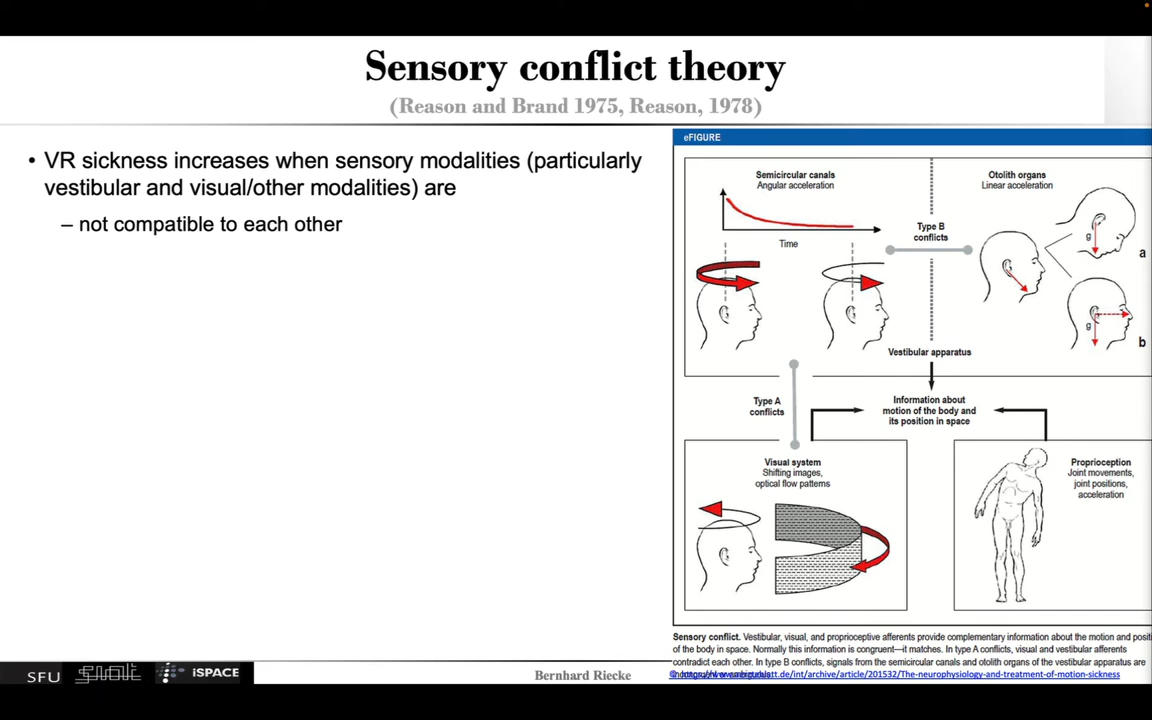 Sensory conflict theory
(Reason and Brand 1975, Reason, 1978)
• VR sickness increases when sensory modalities (particularly
vestibular and visual/other modalities) are
– not compatible to each other
eFIGURE
Semicircular canals
Angular acceleration
Time
Type B
conflicts
Otolith organs
Linear acceleration
g
a
g
b
Vestibular apparatus
Type A
conflicts
Information about
motion of the body and
its position in space
Visual system
Shifting images,
optical flow patterns
Proprioception
Joint movements,
joint positions,
acceleration
Sensory conflict. Vestibular, visual, and proprioceptive afferents provide complementary information about the motion and positi
of the body in space. Normally this information is congruent—it matches. In type A conflicts, visual and vestibular afferents
contradict each other. In type B conflicts, signals from the semicircular canals and otolith organs of the vestibular apparatus are
.de/int/archive/article/201532/The-neurophysiology-and-treatment-of-motion-sickness
SFU
iSPACE
Bernhard Riecke